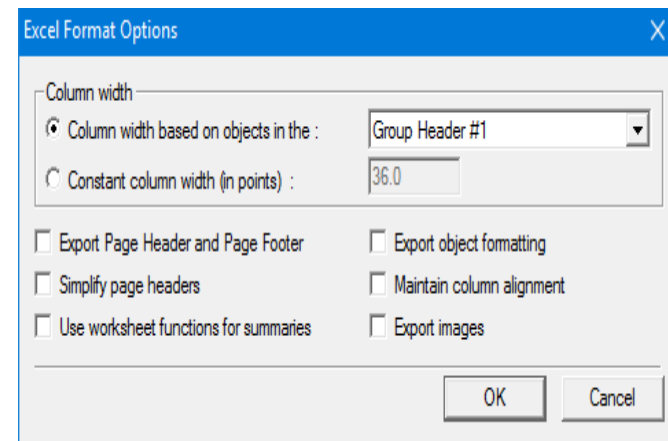 Excel Format Options
Column width
Column width based on objects in the :
Group Header #1
Constant column width (in points) :
36.0
Export Page Header and Page Footer
Export object formatting
Simplify page headers
Maintain column alignment
Use worksheet functions for summaries
Export images
OK
Cancel